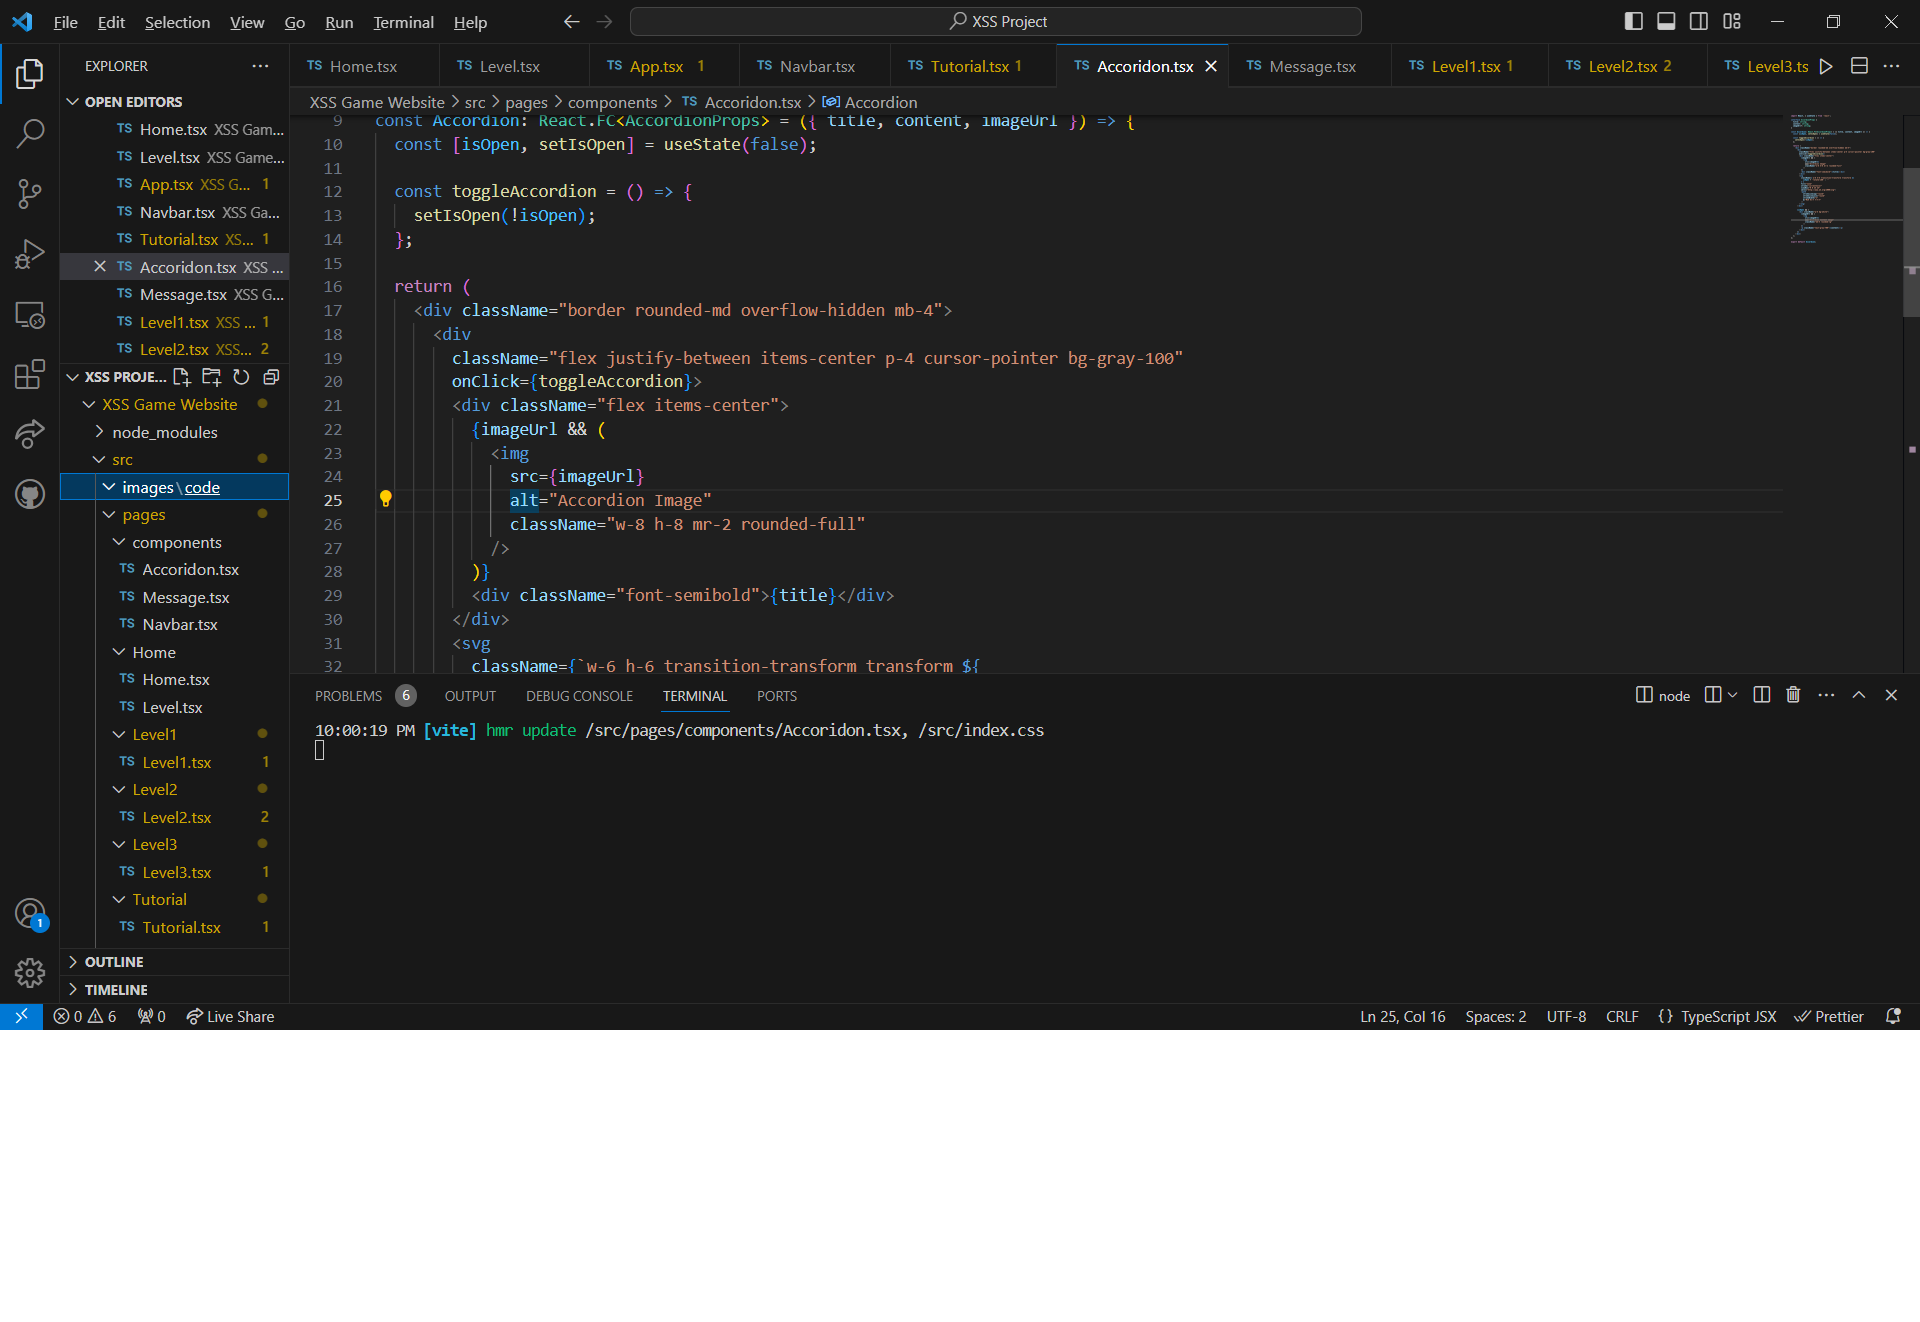 File Edit Selection View Go Run Terminal Help
XSS Project
EXPLORER
OPEN EDITORS
TS Home.tsx XSS Gam...
TS Level.tsx XSS Game...
TS App.tsx XSS G... 1
TS Navbar.tsx XSS Ga...
TS Tutorial.tsx XS... 1
TS Accoridon.tsx XSS ...
TS Message.tsx XSS G...
TS Level1.tsx XSS ... 1
TS Level2.tsx XSS... 2
XSS PROJE...
XSS Game Website
node_modules
src
images\code
pages
components
TS Accoridon.tsx
TS Message.tsx
TS Navbar.tsx
Home
TS Home.tsx
TS Level.tsx
Level1
TS Level1.tsx 1
Level2
TS Level2.tsx 2
Level3
TS Level3.tsx 1
Tutorial
TS Tutorial.tsx 1
OUTLINE
TIMELINE
1
TS Home.tsx TS Level.tsx TS App.tsx 1 TS Navbar.tsx TS Tutorial.tsx 1 TS Accoridon.tsx TS Message.tsx TS Level1.tsx 1 TS Level2.tsx 2 TS Level3.ts
XSS Game Website > src > pages > components > TS Accoridon.tsx > Accordion
9 const Accordion: React.FC<AccordionProps> = ({ title, content, imageUrl }) => {
10 const [isOpen, setIsOpen] = useState(false);
11
12 const toggleAccordion = () => {
13 setIsOpen(!isOpen);
14 };
15
16 return (
17 <div className="border rounded-md overflow-hidden mb-4">
18 <div
19 className="flex justify-between items-center p-4 cursor-pointer bg-gray-100"
20 onClick={toggleAccordion}>
21 <div className="flex items-center">
22 {imageUrl && (
23 <img
24 src={imageUrl}
25 alt="Accordion Image"
26 className="w-8 h-8 mr-2 rounded-full"
27 />
28 )}
29 <div className="font-semibold">{title}</div>
30 </div>
31 <svg
32 className={`w-6 h-6 transition-transform transform ${
PROBLEMS 6 OUTPUT DEBUG CONSOLE TERMINAL PORTS
node
10:00:19 PM [vite] hmr update /src/pages/components/Accoridon.tsx, /src/index.css
0 6 0 Live Share
Ln 25, Col 16 Spaces: 2 UTF-8 CRLF {} TypeScript JSX Prettier